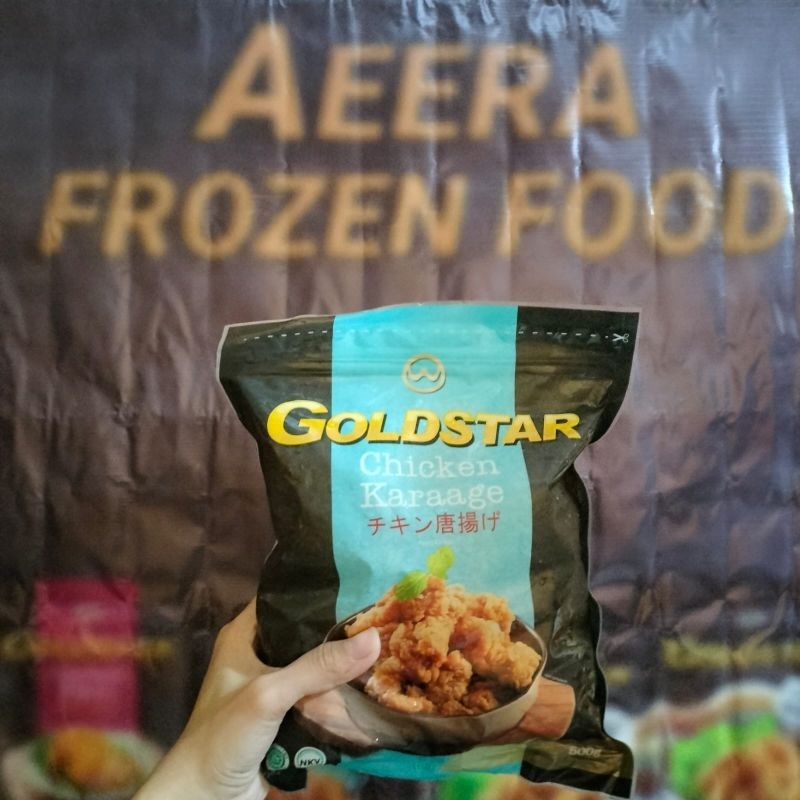 AEERA
FROZEN FOOD
GOLDSTAR
Chicken
Karaage
チキン唐揚げ
500g
NKV